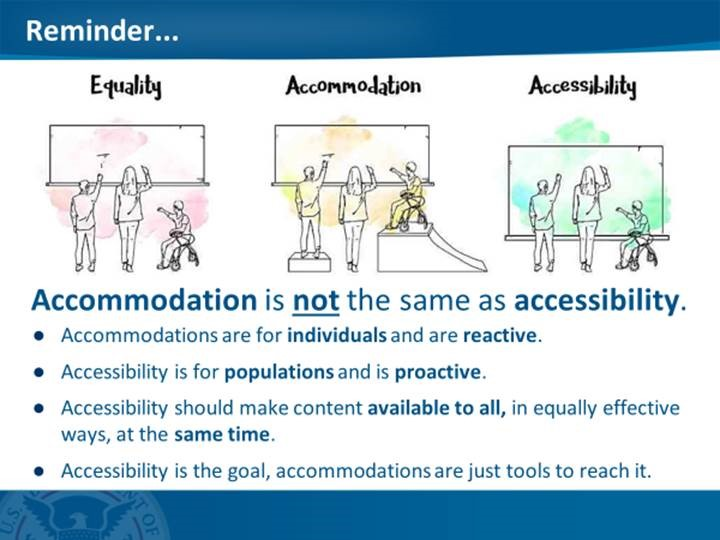 Reminder...
Equality
Accommodation
Accessibility
Accommodation is not the same as accessibility.
● Accommodations are for individuals and are reactive.
● Accessibility is for populations and is proactive.
● Accessibility should make content available to all, in equally effective
ways, at the same time.
● Accessibility is the goal, accommodations are just tools to reach it.